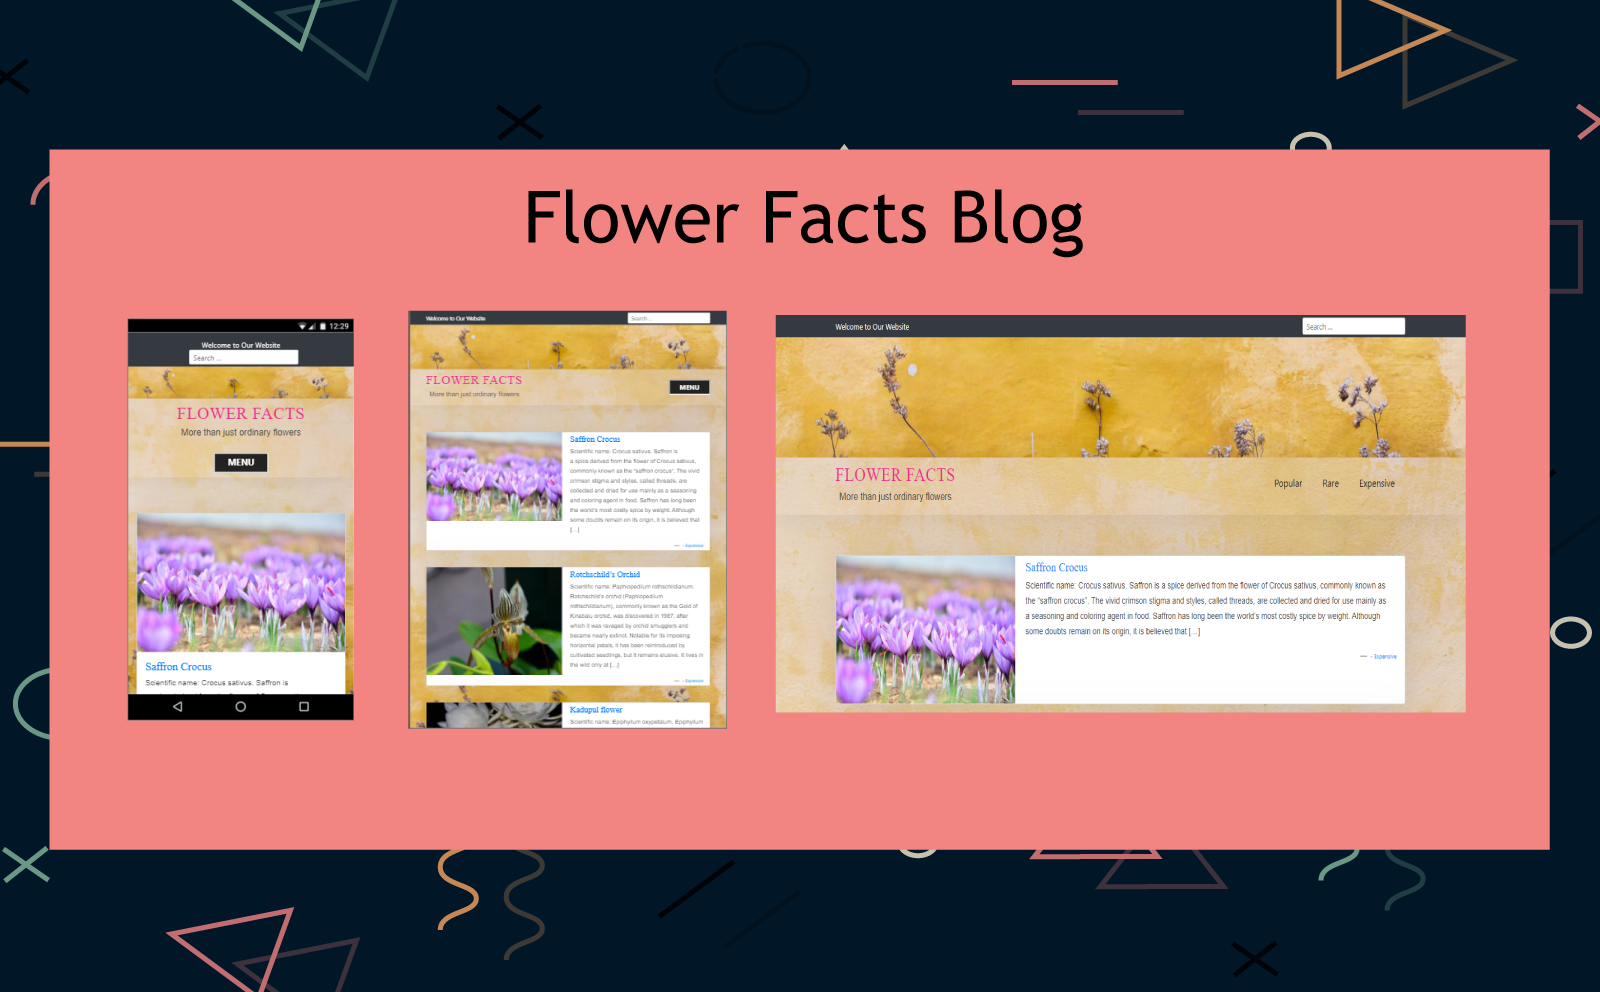 Flower Facts Blog
12:29
Welcome to Our Website
Search ...
FLOWER FACTS
More than just ordinary flowers
MENU
Saffron Crocus
Scientific name: Crocus sativus. Saffron is
Welcome to Our Website
Search ...
FLOWER FACTS
More than just ordinary flowers
MENU
Saffron Crocus
Scientific name: Crocus sativus. Saffron is
a spice derived from the flower of Crocus sativus,
commonly known as the "saffron crocus". The vivid
crimson stigma and styles, called threads, are
collected and dried for use mainly as a seasoning
and coloring agent in food. Saffron has long been
the world's most costly spice by weight. Although
some doubts remain on its origin, it is believed that
[...]
- Expensive
Rotchschild's Orchid
Scientific name: Paphiopedilum rothschildianum.
Rotchschild's orchid (Paphiopedilum
rothschildianum), commonly known as the Gold of
Kinabalu orchid, was discovered in 1987, after
which it was ravaged by orchid smugglers and
became nearly extinct. Notable for its imposing
horizontal petals, it has been reintroduced by
cultivated seedlings, but it remains elusive. It lives in
the wild only at [...]
- Expensive
Kadupul flower
Scientific name: Epiphyllum oxypetalum. Epiphyllum
Welcome to Our Website
Search ...
FLOWER FACTS
More than just ordinary flowers
Popular Rare Expensive
Saffron Crocus
Scientific name: Crocus sativus. Saffron is a spice derived from the flower of Crocus sativus, commonly known as
the "saffron crocus". The vivid crimson stigma and styles, called threads, are collected and dried for use mainly as
a seasoning and coloring agent in food. Saffron has long been the world's most costly spice by weight. Although
some doubts remain on its origin, it is believed that [...]
- Expensive